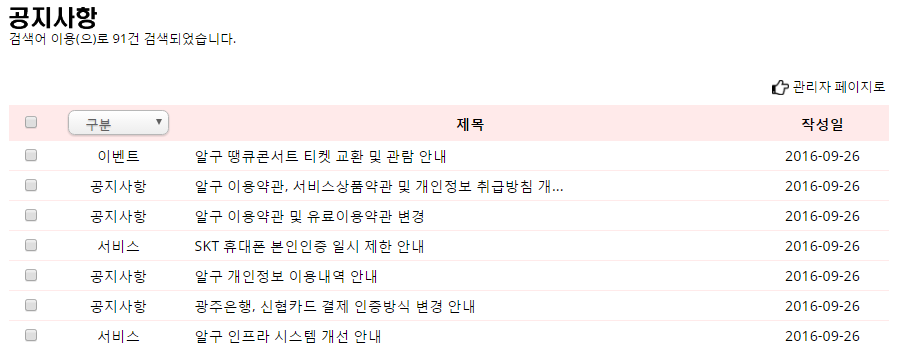 공지사항
검색어 이용(으)로 91건 검색되었습니다.
관리자 페이지로
구분 제목 작성일
이벤트 알구 땡큐콘서트 티켓 교환 및 관람 안내 2016-09-26
공지사항 알구 이용약관, 서비스상품약관 및 개인정보 취급방침 개... 2016-09-26
공지사항 알구 이용약관 및 유료이용약관 변경 2016-09-26
서비스 SKT 휴대폰 본인인증 일시 제한 안내 2016-09-26
공지사항 알구 개인정보 이용내역 안내 2016-09-26
공지사항 광주은행, 신협카드 결제 인증방식 변경 안내 2016-09-26
서비스 알구 인프라 시스템 개선 안내 2016-09-26